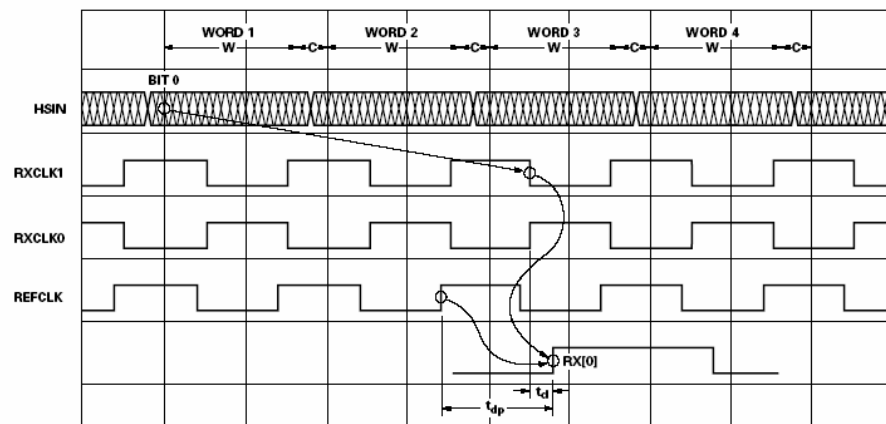 WORD 1 WORD 2 WORD 3 WORD 4
W C W C W C W C
BIT 0
HSIN
RXCLK1
RXCLK0
REFCLK
RX[0]
td
tdp